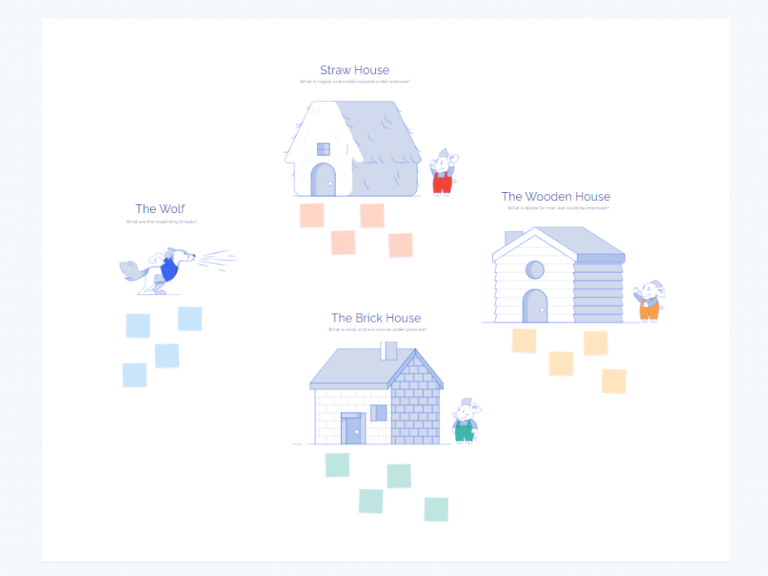 Straw House
What is fragile and could collapse under pressure?
The Wooden House
What is stable for now, but could be improved?
The Wolf
What are the impending threats?
The Brick House
What is solid and will survive under pressure?